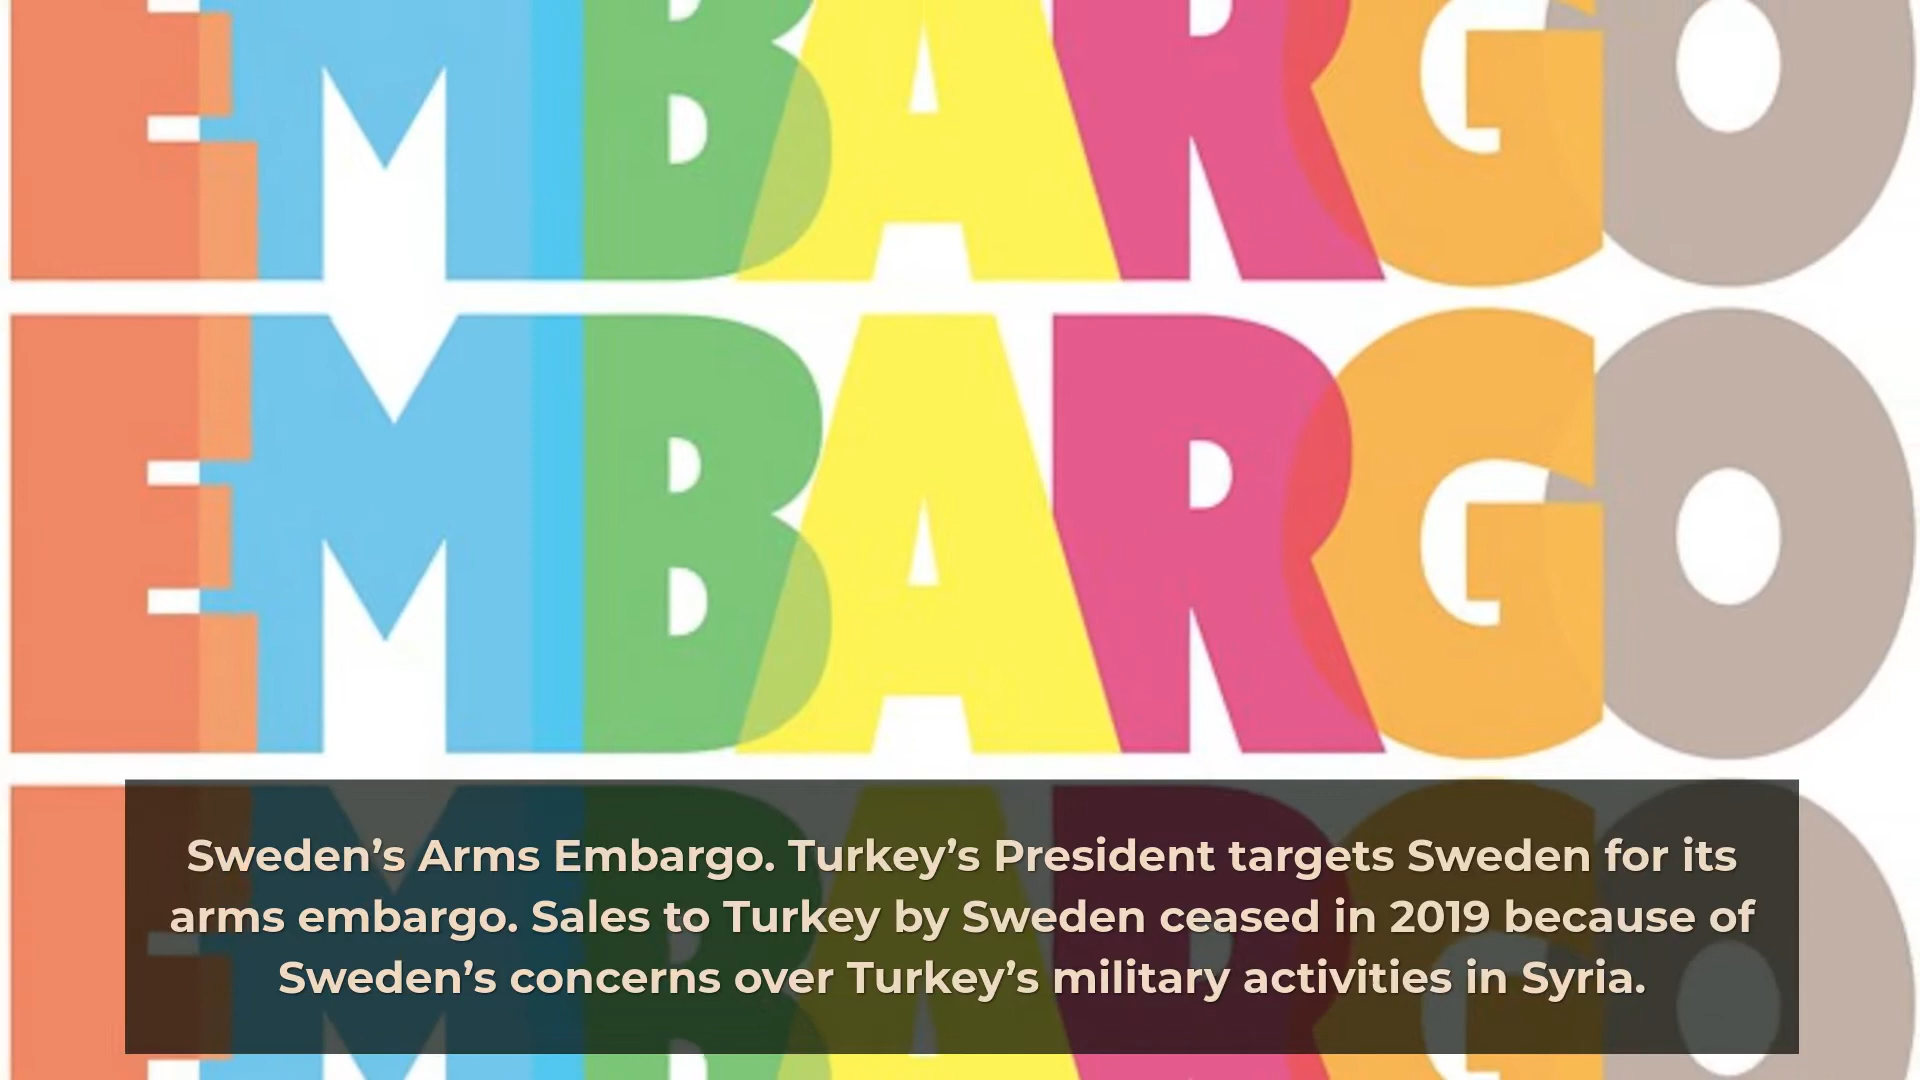 EMBARGO
EMBARGO
EMBARGO
Sweden’s Arms Embargo. Turkey’s President targets Sweden for its
arms embargo. Sales to Turkey by Sweden ceased in 2019 because of
Sweden’s concerns over Turkey’s military activities in Syria.